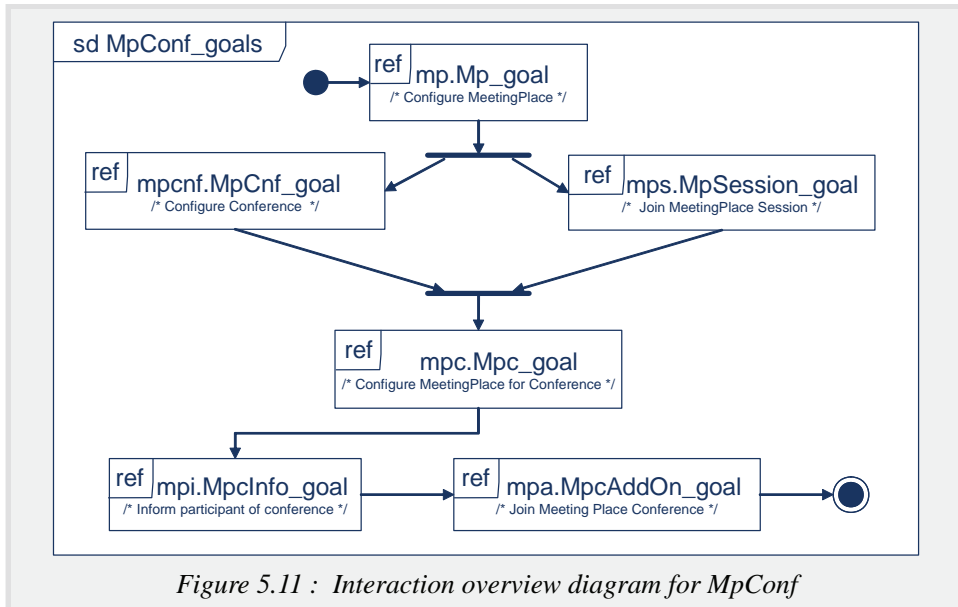 sd MpConf_goals
ref
mp.Mp_goal
/* Configure MeetingPlace */
ref
mpcnf.MpCnf_goal
/* Configure Conference */
ref
mps.MpSession_goal
/* Join MeetingPlace Session */
ref
mpc.Mpc_goal
/* Configure MeetingPlace for Conference */
ref
mpi.MpcInfo_goal
/* Inform participant of conference */
ref
mpa.MpcAddOn_goal
/* Join Meeting Place Conference */
Figure 5.11 : Interaction overview diagram for MpConf